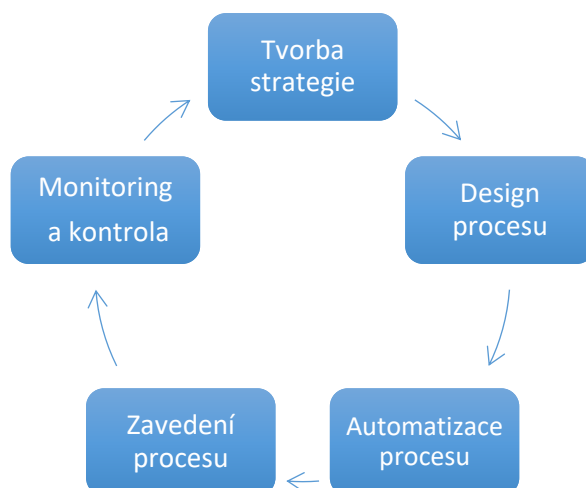 Tvorba
strategie
Design
procesu
Automatizace
procesu
Zavedení
procesu
Monitoring
a kontrola